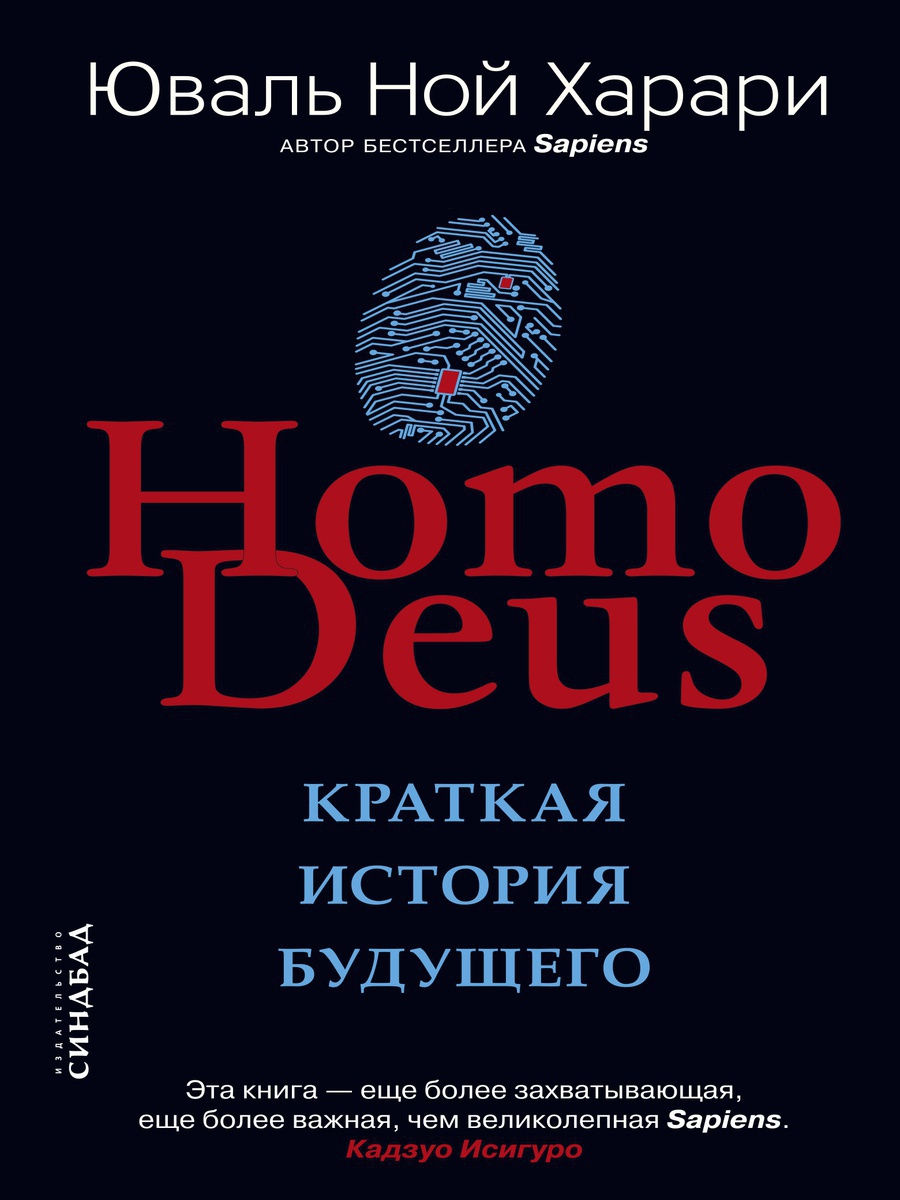 Юваль Ной Харари
АВТОР БЕСТСЕЛЛЕРА Sapiens
Homo
Deus
КРАТКАЯ
ИСТОРИЯ
БУДУЩЕГО
ИЗДАТЕЛЬСТВО
СИНДБАД
Эта книга — еще более захватывающая,
еще более важная, чем великолепная Sapiens.
Кадзуо Исигуро